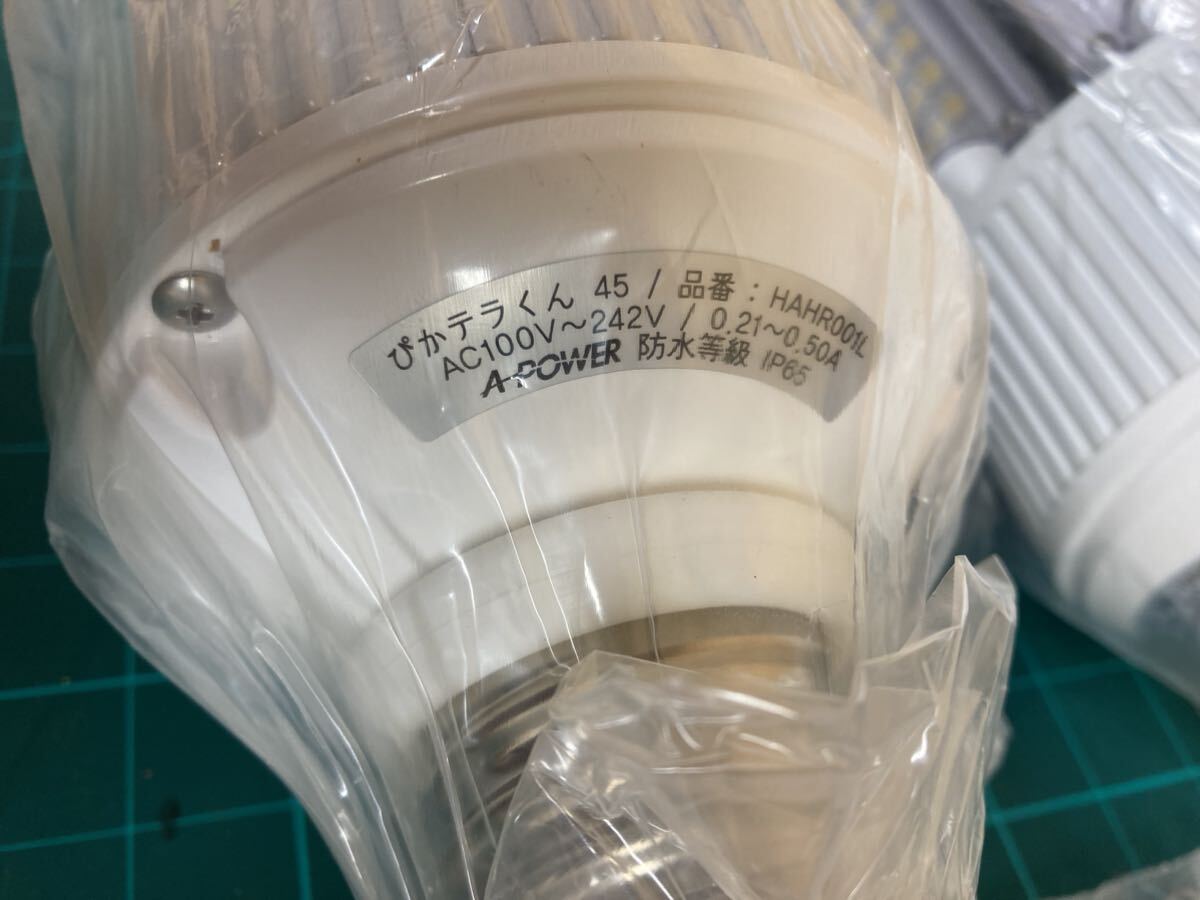 ぴかテラくん 45 / 品番 : HAHR001L
AC100V～242V / 0.21～0.50A
A-POWER 防水等級 IP65